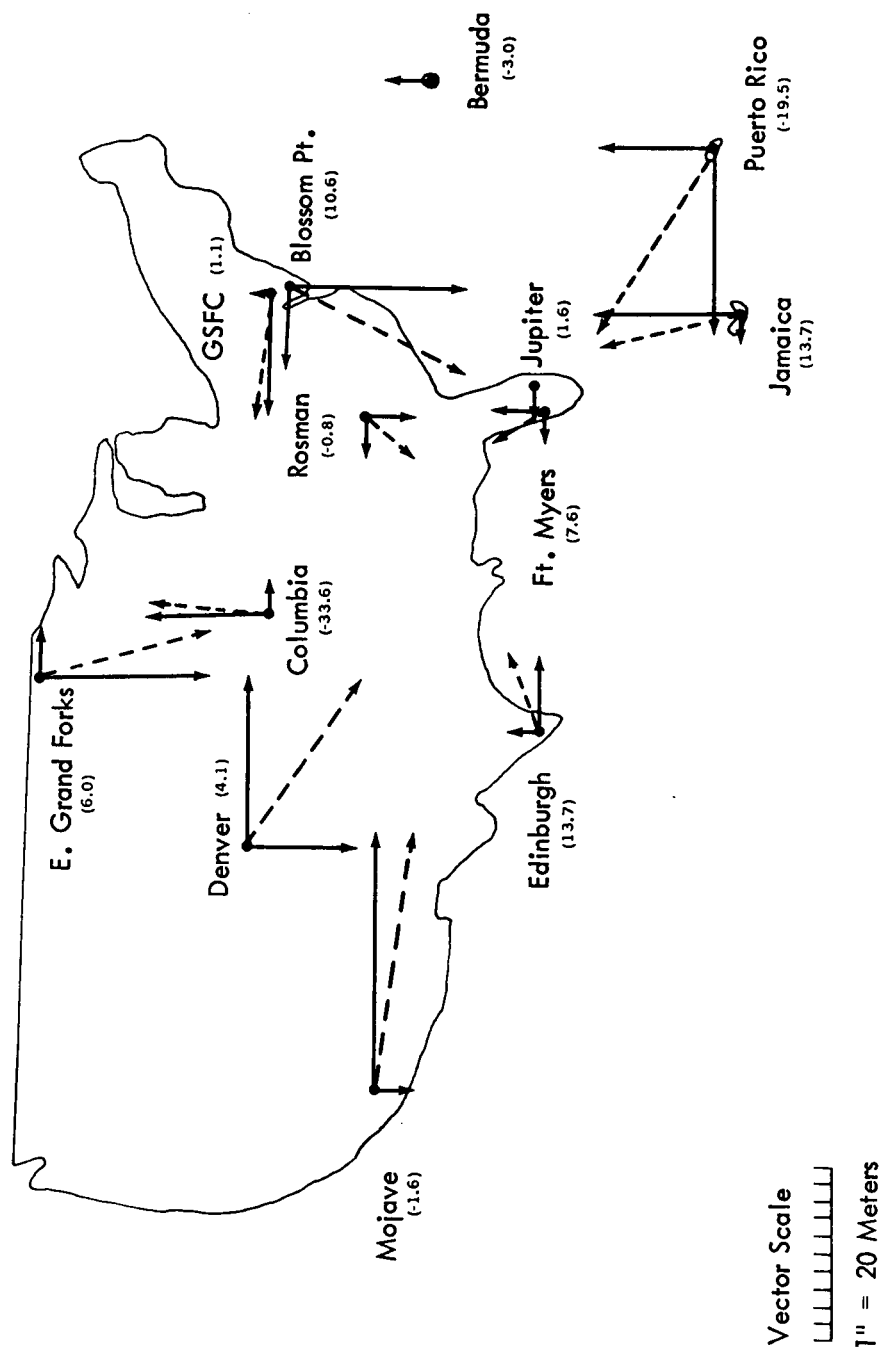 E. Grand Forks
(6.0)
Denver (4.1)
Columbia
(-33.6)
GSFC (1.1)
Blossom Pt.
(10.6)
Rosman
(-0.8)
Bermuda
(-3.0)
Mojave
(-1.6)
Edinburgh
(13.7)
Ft. Myers
(7.6)
Jupiter
(1.6)
Jamaica
(13.7)
Puerto Rico
(-19.5)
Vector Scale
1" = 20 Meters